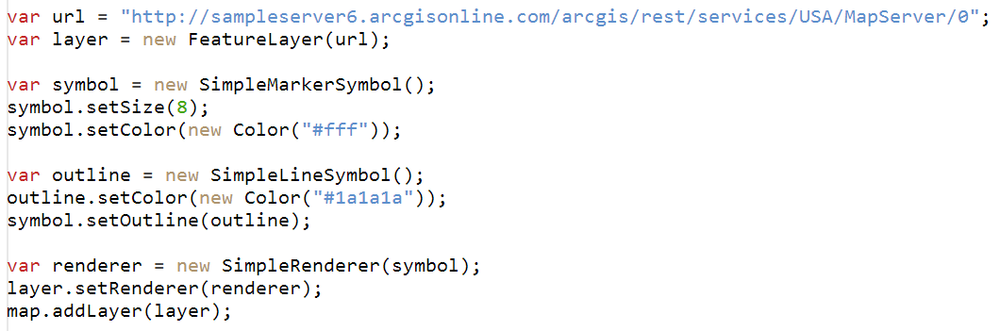 var url = "http://sampleserver6.arcgisonline.com/arcgis/rest/services/USA/MapServer/0";
var layer = new FeatureLayer(url);
var symbol = new SimpleMarkerSymbol();
symbol.setSize(8);
symbol.setColor(new Color("#fff"));
var outline = new SimpleLineSymbol();
outline.setColor(new Color("#1a1a1a"));
symbol.setOutline(outline);
var renderer = new SimpleRenderer(symbol);
layer.setRenderer(renderer);
map.addLayer(layer);